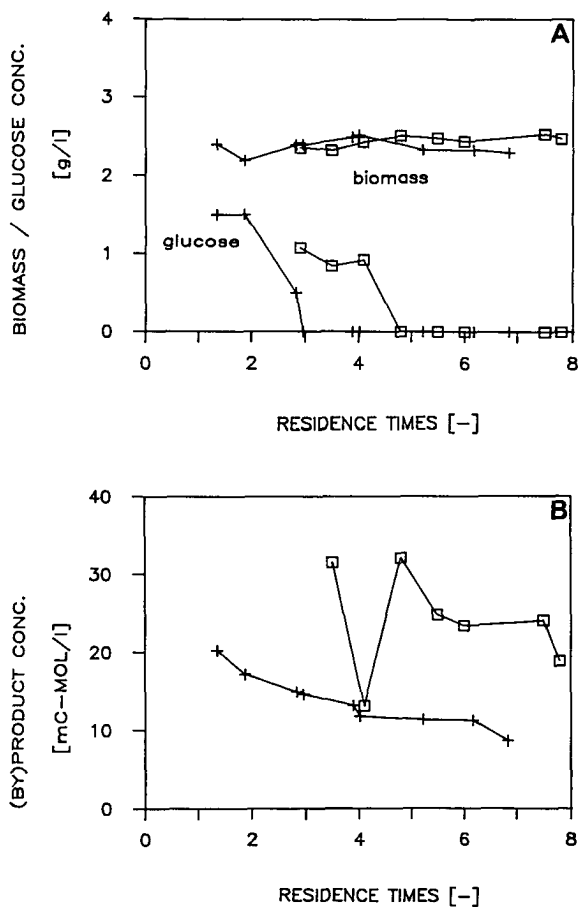 A
BIOMASS / GLUCOSE CONC.
[g/l]
4
3
2
1
0
biomass
glucose
0 2 4 6 8
RESIDENCE TIMES [-]
B
(BY)PRODUCT CONC.
[mC-MOL/l]
40
30
20
10
0
0 2 4 6 8
RESIDENCE TIMES [-]